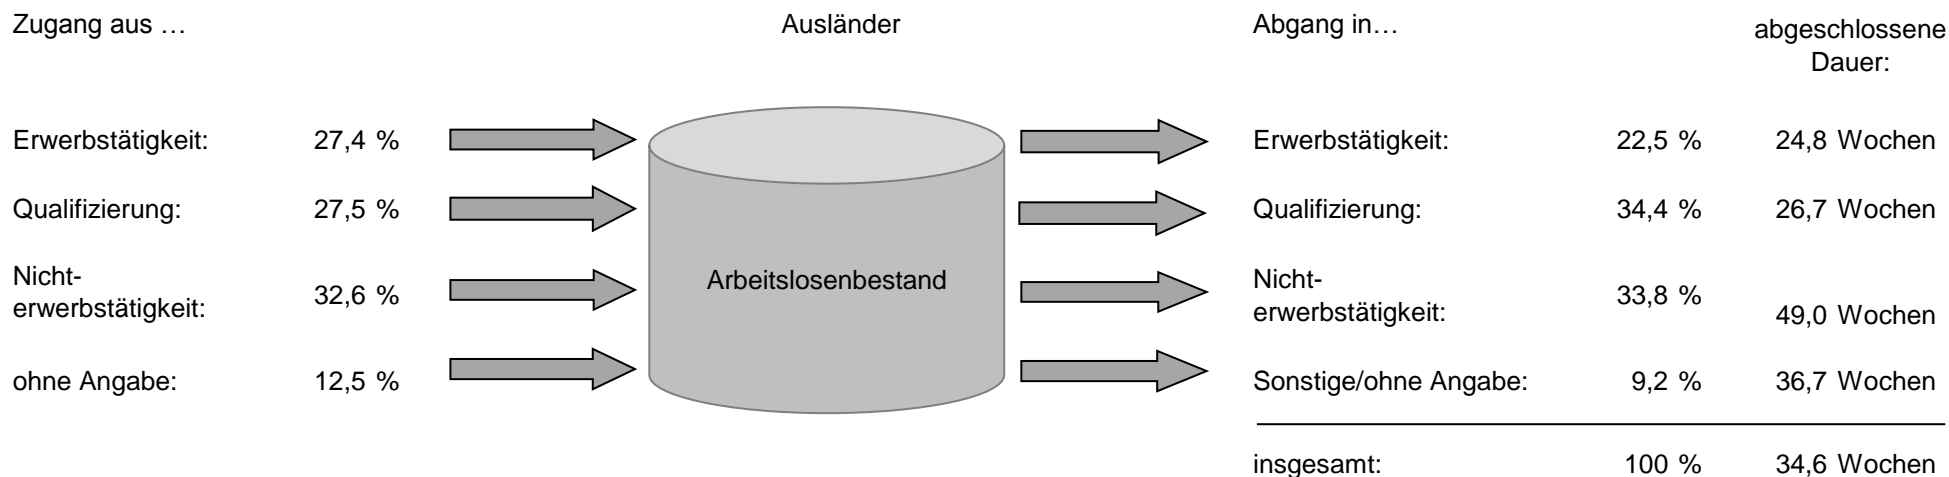 Zugang aus …
Ausländer
Abgang in…
abgeschlossene
Dauer:
Erwerbstätigkeit: 27,4 %
Erwerbstätigkeit: 22,5 % 24,8 Wochen
Qualifizierung: 27,5 %
Qualifizierung: 34,4 % 26,7 Wochen
Nicht-
erwerbstätigkeit: 32,6 %
Arbeitslosenbestand
Nicht-
erwerbstätigkeit: 33,8 % 49,0 Wochen
ohne Angabe: 12,5 %
Sonstige/ohne Angabe: 9,2 % 36,7 Wochen
insgesamt: 100 % 34,6 Wochen